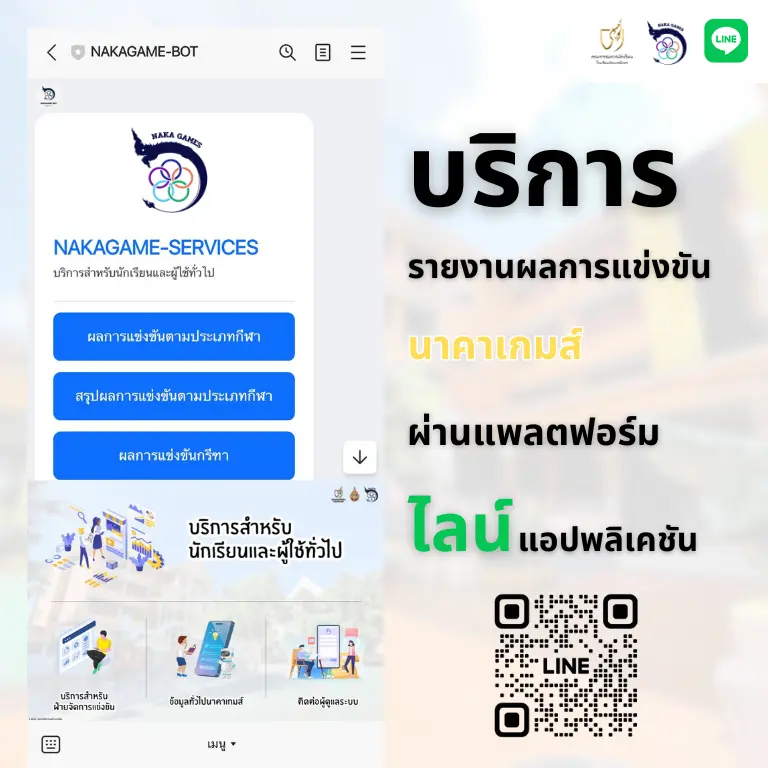 NAKAGAME-BOT
NAKA GAMES
NAKAGAME-SERVICES
บริการสำหรับนักเรียนและผู้ใช้ทั่วไป
ผลการแข่งขันตามประเภทกีฬา
สรุปผลการแข่งขันตามประเภทกีฬา
ผลการแข่งขันกรีฑา
บริการสำหรับ
นักเรียนและผู้ใช้ทั่วไป
บริการสำหรับ
ฝ่ายจัดการแข่งขัน
ข้อมูลทั่วไปนาคาเกมส์
ติดต่อผู้ดูแลระบบ
เมนู
NAKA GAMES
LINE
บริการ
รายงานผลการแข่งขัน
นาคาเกมส์
ผ่านแพลตฟอร์ม
ไลน์ แอปพลิเคชัน
LINE